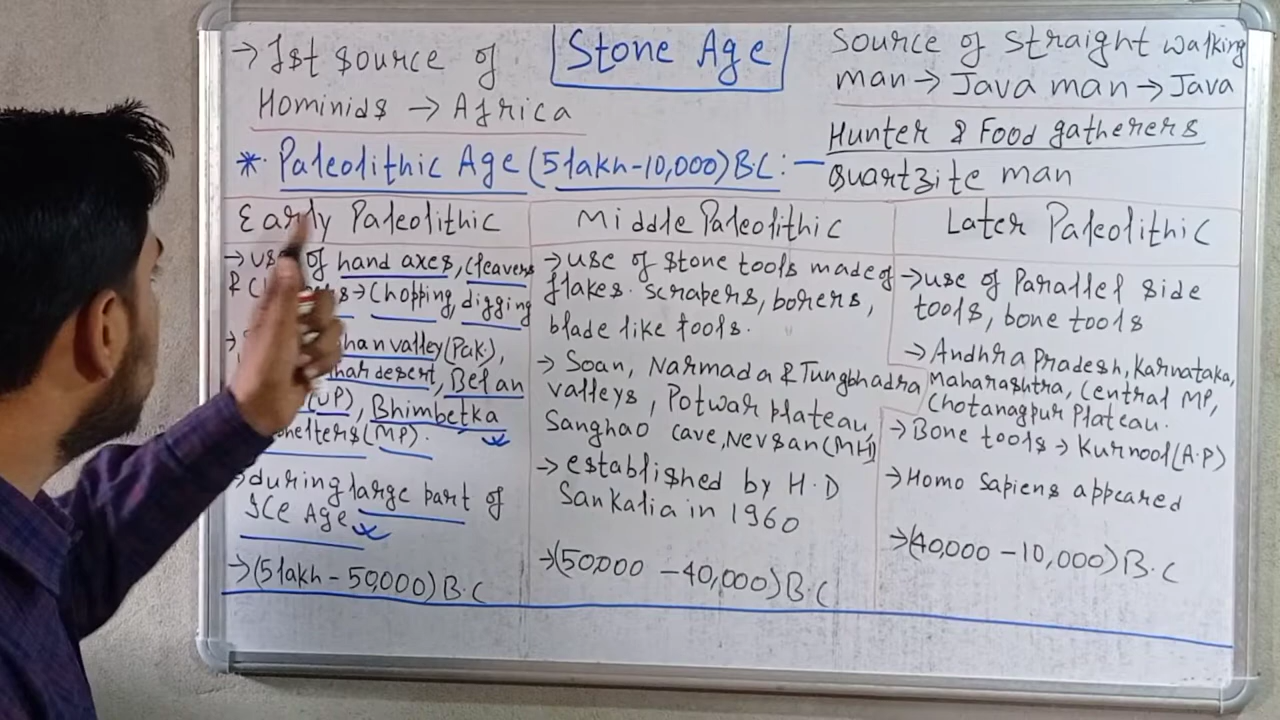 → 1st source of
Hominids → Africa
Stone Age
source of straight walking
man → Java man → Java
Hunter & Food gatherers
Quartzite man
* Paleolithic Age (5 lakh-10,000) B.C :-
Early Paleolithic
→ use of hand axes, cleavers
→ Chopping, digging
valley (Pak.),
desert, Belan
(UP), Bhimbetka
shelters (MP).
→ during large part of
Ice Age
→ (5 lakh - 50,000) B.C
Middle Paleolithic
→ use of stone tools made of
flakes. scrapers, borers,
blade like tools.
→ Soan, Narmada & Tungbhadra
valleys, Potwar plateau,
Sanghao cave, Nevsan (MH)
→ established by H.D
Sankalia in 1960
→ (50,000 - 40,000) B.C
Later Paleolithic
→ use of Parallel side
tools, bone tools
→ Andhra Pradesh, Karnataka,
Maharashtra, Central MP,
Chotanagpur Plateau.
→ Bone tools → Kurnool (A.P)
→ Homo Sapiens appeared
→ (40,000 - 10,000) B.C